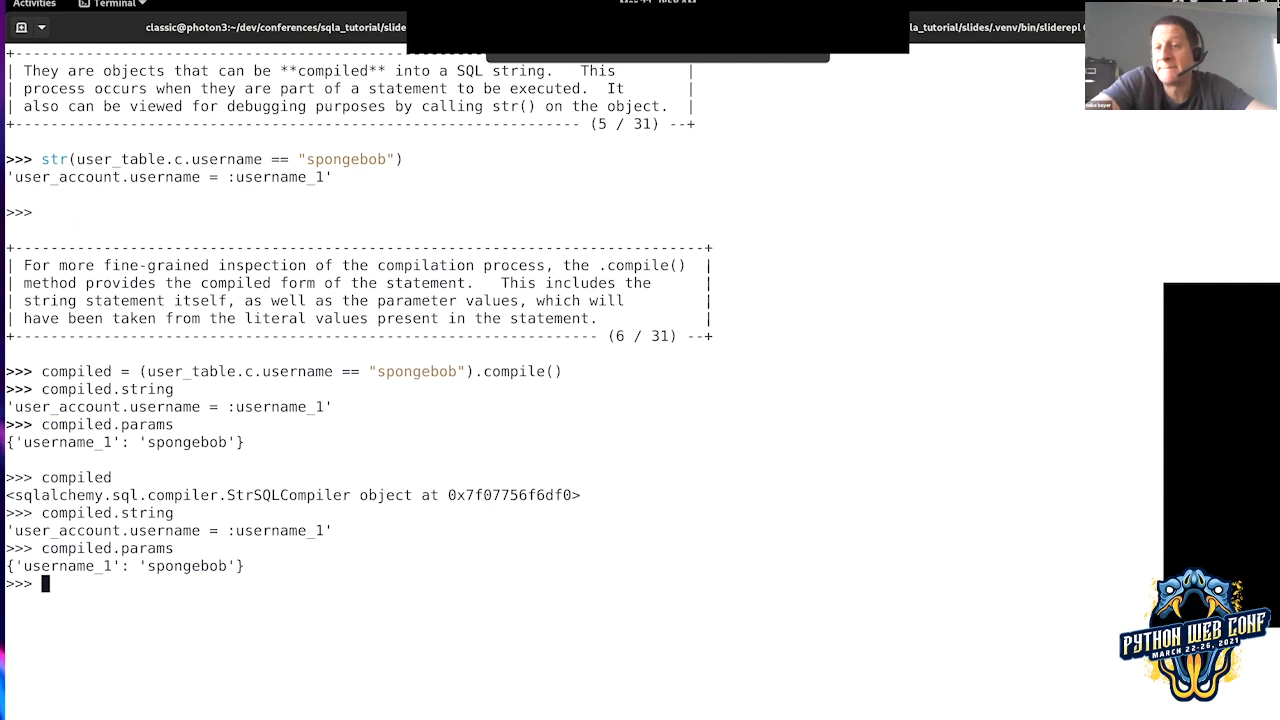 Activities
Terminal
classic@photon3:~/dev/conferences/sqla_tutorial/slide
la_tutorial/slides/.venv/bin/sliderepl
+------------------------------------------------------
| They are objects that can be **compiled** into a SQL string.   This        |
| process occurs when they are part of a statement to be executed.  It       |
| also can be viewed for debugging purposes by calling str() on the object.  |
+---------------------------------------------------------------- (5 / 31) --+
>>> str(user_table.c.username == "spongebob")
'user_account.username = :username_1'
>>>
+------------------------------------------------------------------------------+
| For more fine-grained inspection of the compilation process, the .compile()  |
| method provides the compiled form of the statement.   This includes the      |
| string statement itself, as well as the parameter values, which will         |
| have been taken from the literal values present in the statement.            |
+------------------------------------------------------------------ (6 / 31) --+
>>> compiled = (user_table.c.username == "spongebob").compile()
>>> compiled.string
'user_account.username = :username_1'
>>> compiled.params
{'username_1': 'spongebob'}
>>> compiled
<sqlalchemy.sql.compiler.StrSQLCompiler object at 0x7f07756f6df0>
>>> compiled.string
'user_account.username = :username_1'
>>> compiled.params
{'username_1': 'spongebob'}
>>>
mike bayer
PYTHON WEB CONF
MARCH 22-26, 2021